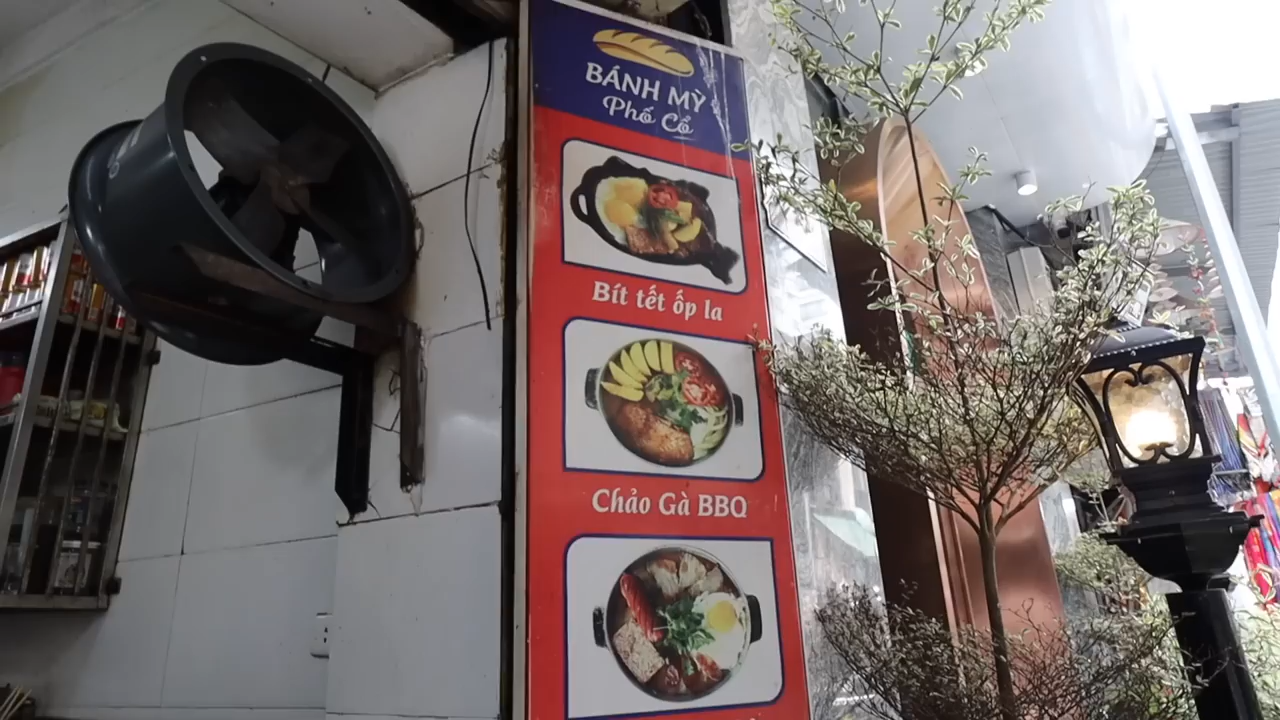 BÁNH MỲ
Phố Cổ
Bít tết ốp la
Chảo Gà BBQ